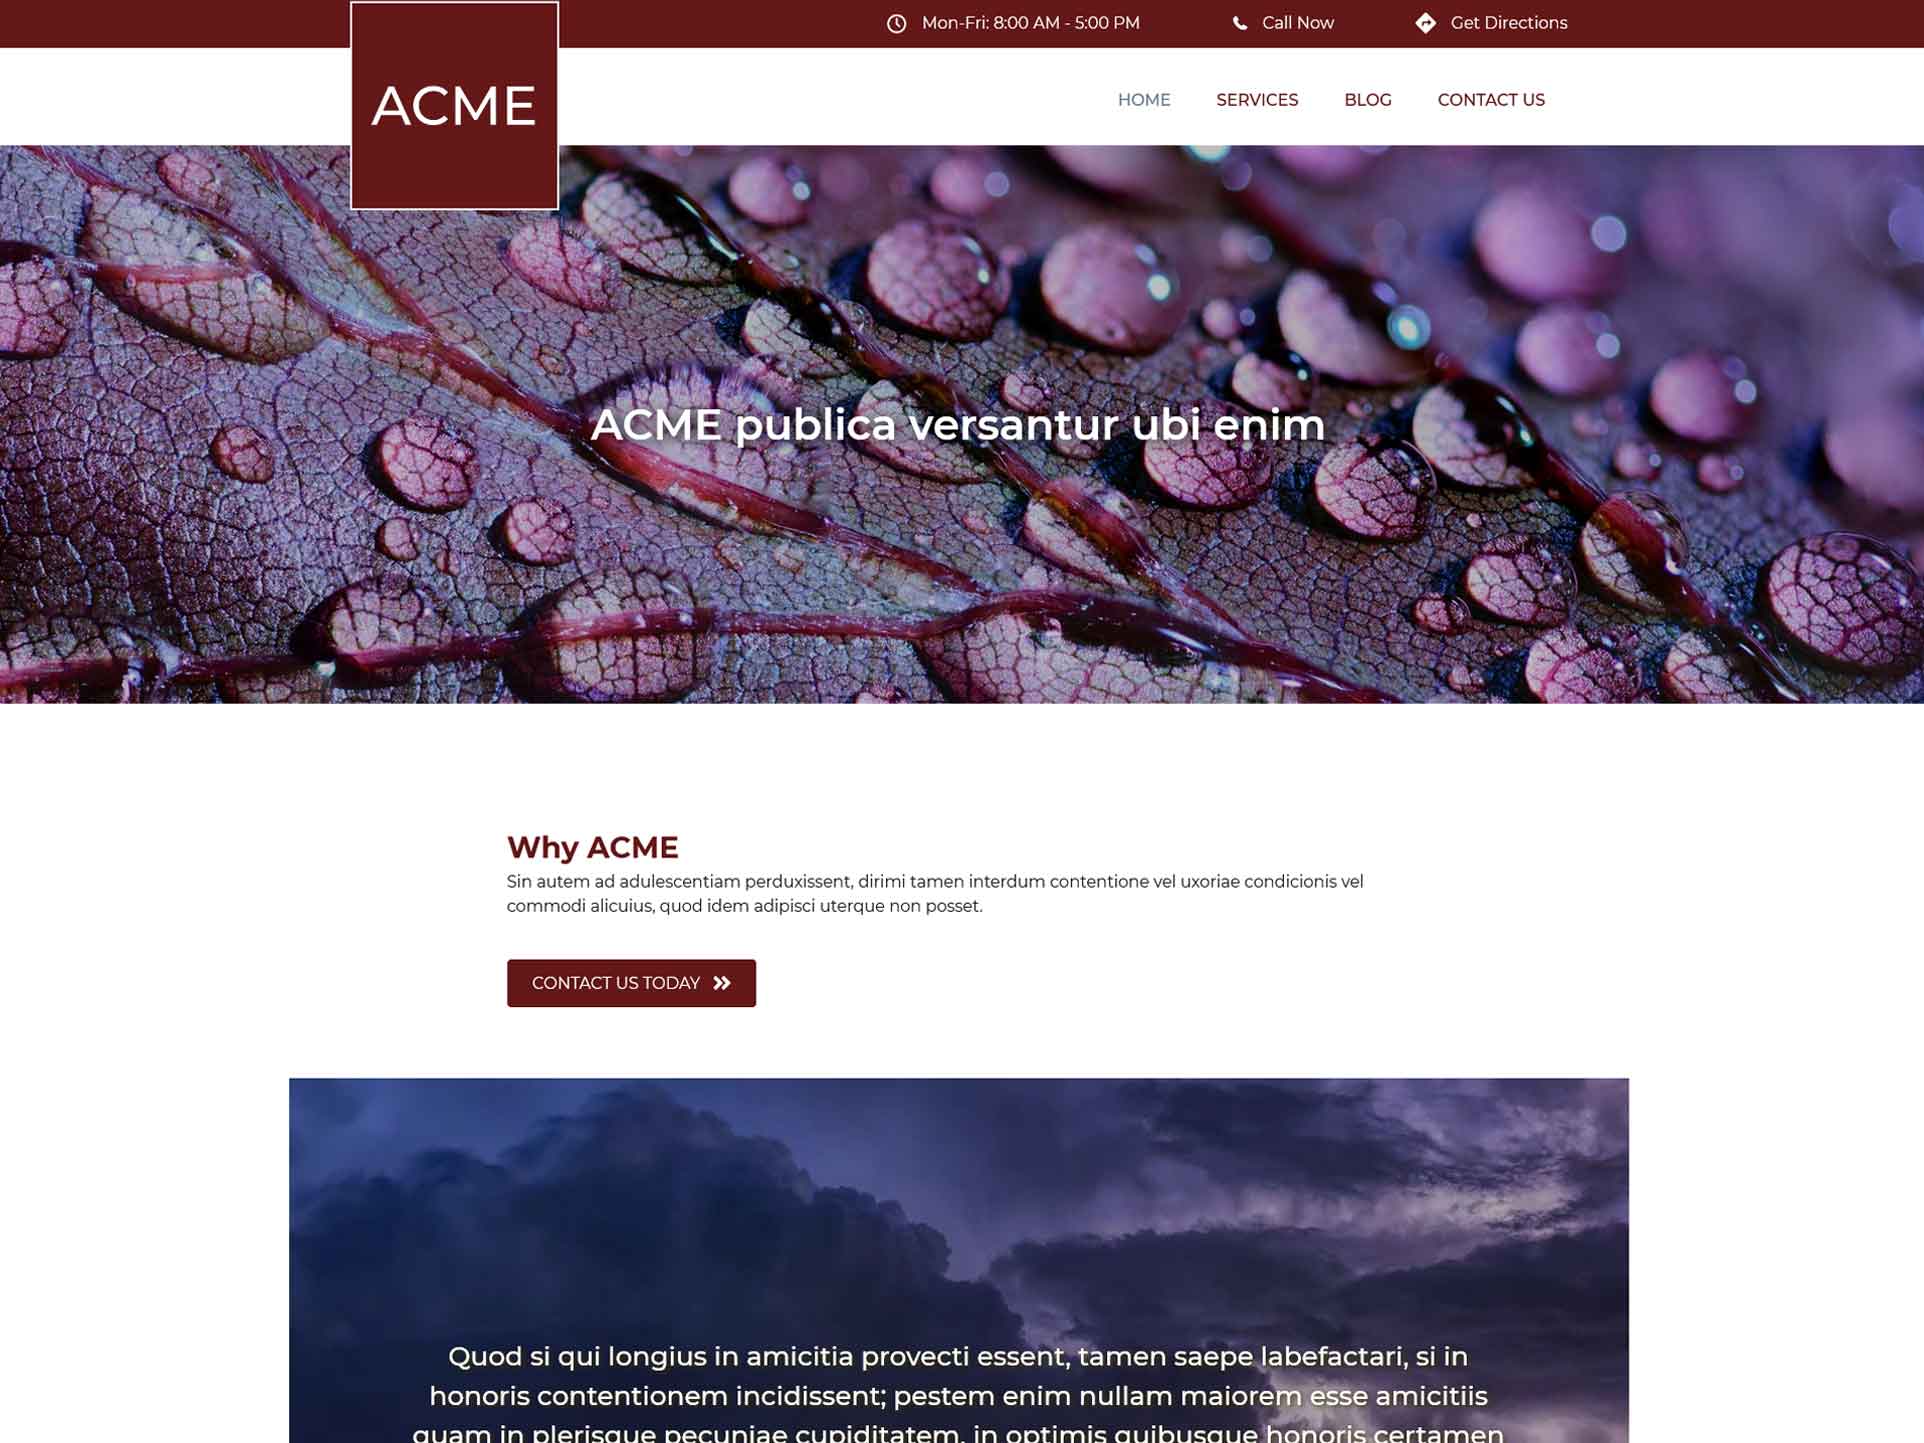 Mon-Fri: 8:00 AM - 5:00 PM
Call Now
Get Directions
ACME
HOME
SERVICES
BLOG
CONTACT US
ACME publica versantur ubi enim
Why ACME
Sin autem ad adulescentiam perduxissent, dirimi tamen interdum contentione vel uxoriae condicionis vel
commodi alicuius, quod idem adipisci uterque non posset.
CONTACT US TODAY
Quod si qui longius in amicitia provecti essent, tamen saepe labefactari, si in
honoris contentionem incidissent; pestem enim nullam maiorem esse amicitiis
quam in plerisque pecuniae cupiditatem, in optimis quibusque honoris certamen